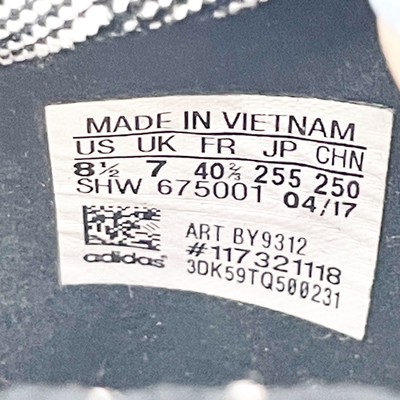 MADE IN VIETNAM
US UK FR JP CHN
8½ 7 40⅔ 255 250
SHW 675001 04/17
ART BY9312
#117321118
adidas 3DK59TQ500231